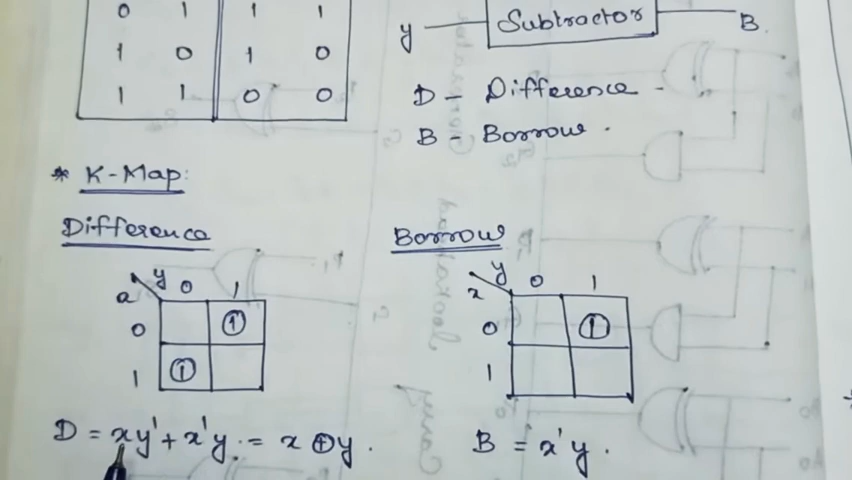 0 1 1 1
1 0 1 0
1 1 0 0
y Subtractor B.
D - Difference.
B - Borrow.
* K-Map:
Difference
y 0 1
a
0 1
1 1
D = xy' + x'y. = x ⊕ y.
Borrow
y 0 1
x
0 1
1
B = x'y.